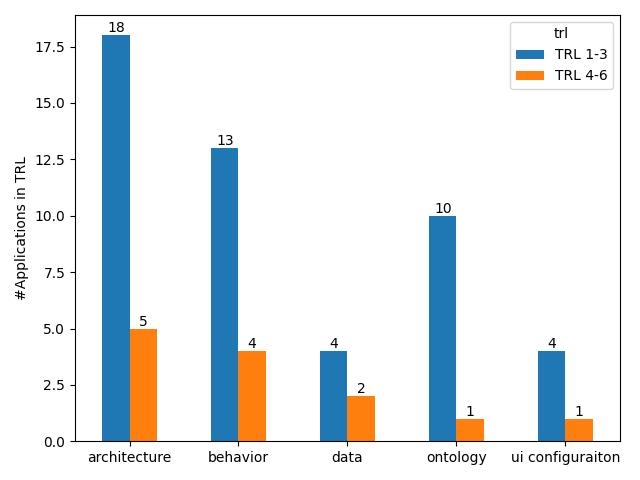 trl
TRL 1-3
TRL 4-6
#Applications in TRL
17.5
15.0
12.5
10.0
7.5
5.0
2.5
0.0
18
5
13
4
4
2
10
1
4
1
architecture
behavior
data
ontology
ui configuraiton